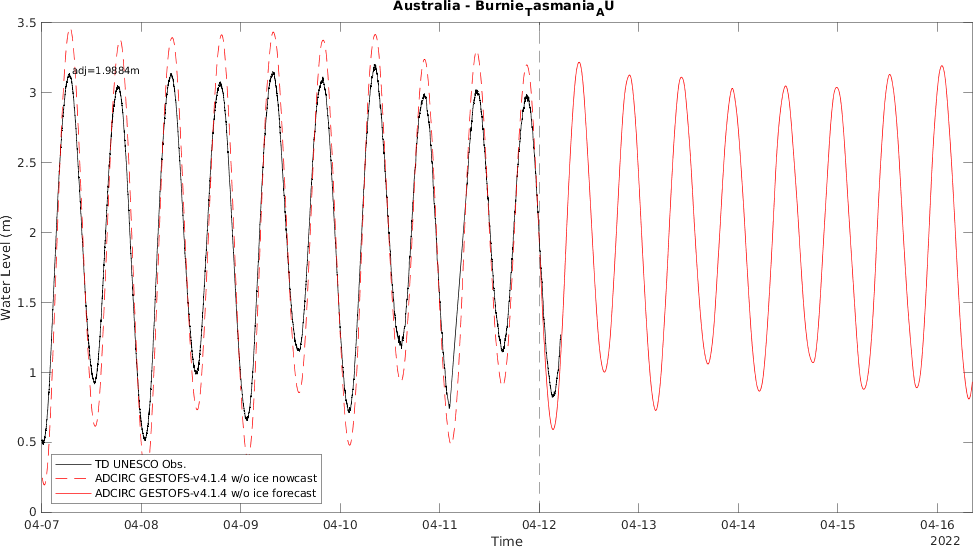 Australia - Burnie_Tasmania_AU
3.5
adj=1.9884m
3
2.5
2
1.5
1
0.5
0
Water Level (m)
TD UNESCO Obs.
ADCIRC GESTOFS-v4.1.4 w/o ice nowcast
ADCIRC GESTOFS-v4.1.4 w/o ice forecast
04-07 04-08 04-09 04-10 04-11 04-12 04-13 04-14 04-15 04-16
Time 2022